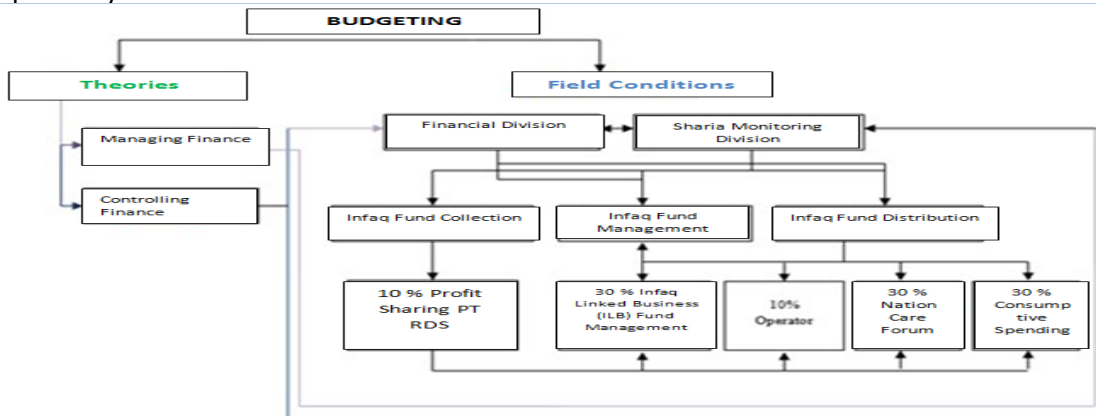 BUDGETING
Theories
Field Conditions
Managing Finance
Controlling
Finance
Financial Division
Sharia Monitoring
Division
Infaq Fund Collection
Infaq Fund
Management
Infaq Fund Distribution
10 % Profit
Sharing PT
RDS
30 % Infaq
Linked Business
(ILB) Fund
Management
10%
Operator
30 %
Nation
Care
Forum
30 %
Consump
tive
Spending